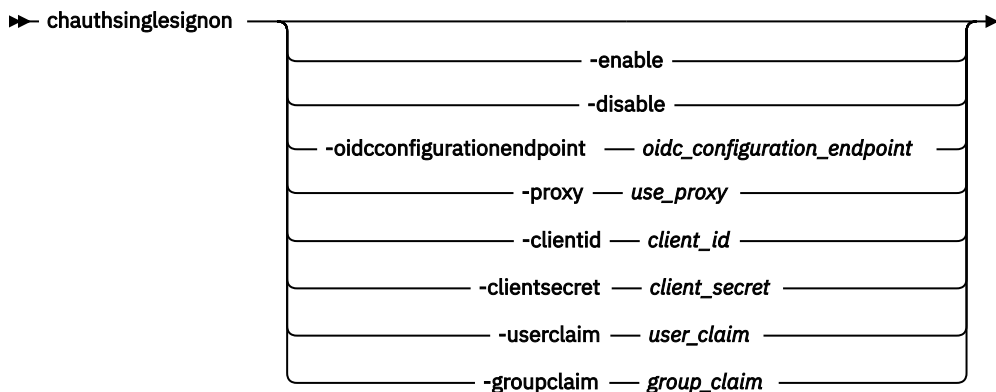 chauthsinglesignon
-enable
-disable
-oidcconfigurationendpoint oidc_configuration_endpoint
-proxy use_proxy
-clientid client_id
-clientsecret client_secret
-userclaim user_claim
-groupclaim group_claim